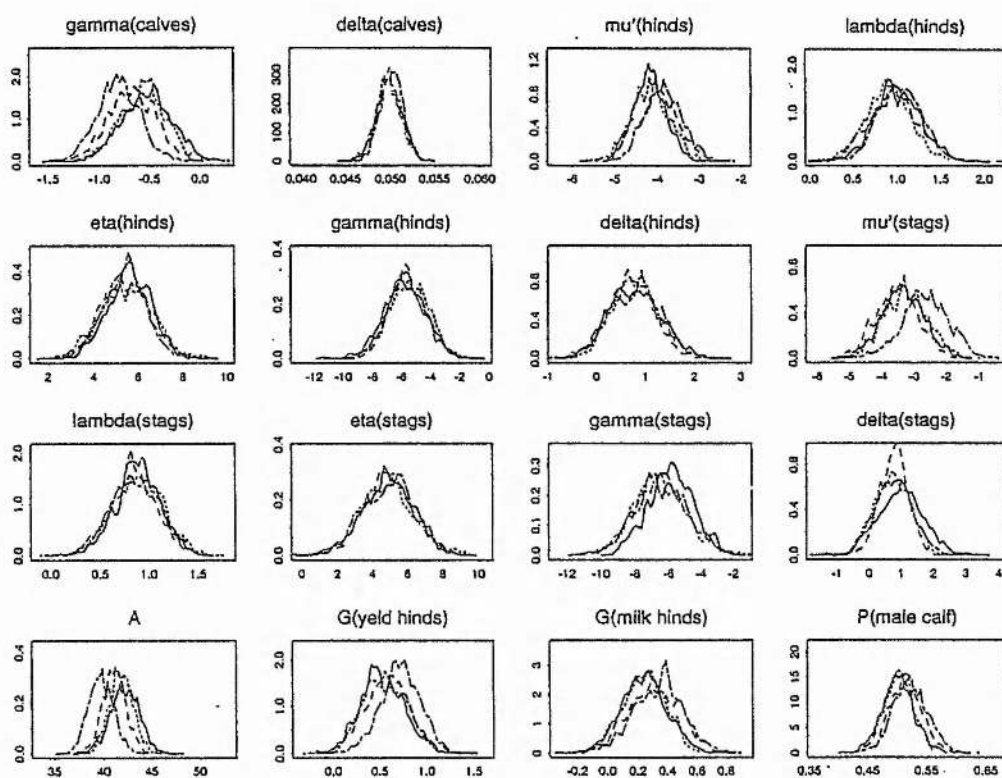 gamma(calves) delta(calves) mu'(hinds) lambda(hinds)
2.0 1.0 0.0
300 200 100 0
1.2 0.8 0.4 0.0
2.0 1.0 0.0
-1.5 -1.0 -0.5 0.0 0.040 0.045 0.050 0.055 0.060 -6 -5 -4 -3 -2 0.0 0.5 1.0 1.5 2.0
eta(hinds) gamma(hinds) delta(hinds) mu'(stags)
0.4 0.2 0.0
0.4 0.2 0.0
0.8 0.4 0.0
0.6 0.4 0.0
2 4 6 8 10 -12 -10 -8 -6 -4 -2 0 -1 0 1 2 3 -6 -5 -4 -3 -2 -1
lambda(stags) eta(stags) gamma(stags) delta(stags)
2.0 1.0 0.0
0.4 0.2 0.0
0.3 0.2 0.1 0.0
0.8 0.4 0.0
0.0 0.5 1.0 1.5 0 2 4 6 8 10 -12 -10 -8 -6 -4 -2 -1 0 1 2 3 4
A G(yeld hinds) G(milk hinds) P(male calf)
0.4 0.2 0.0
2.0 1.0 0.0
3 2 1 0
20 15 10 5 0
35 40 45 50 0.0 0.5 1.0 1.5 -0.2 0.0 0.2 0.4 0.6 0.8 0.35 0.45 0.55 0.65